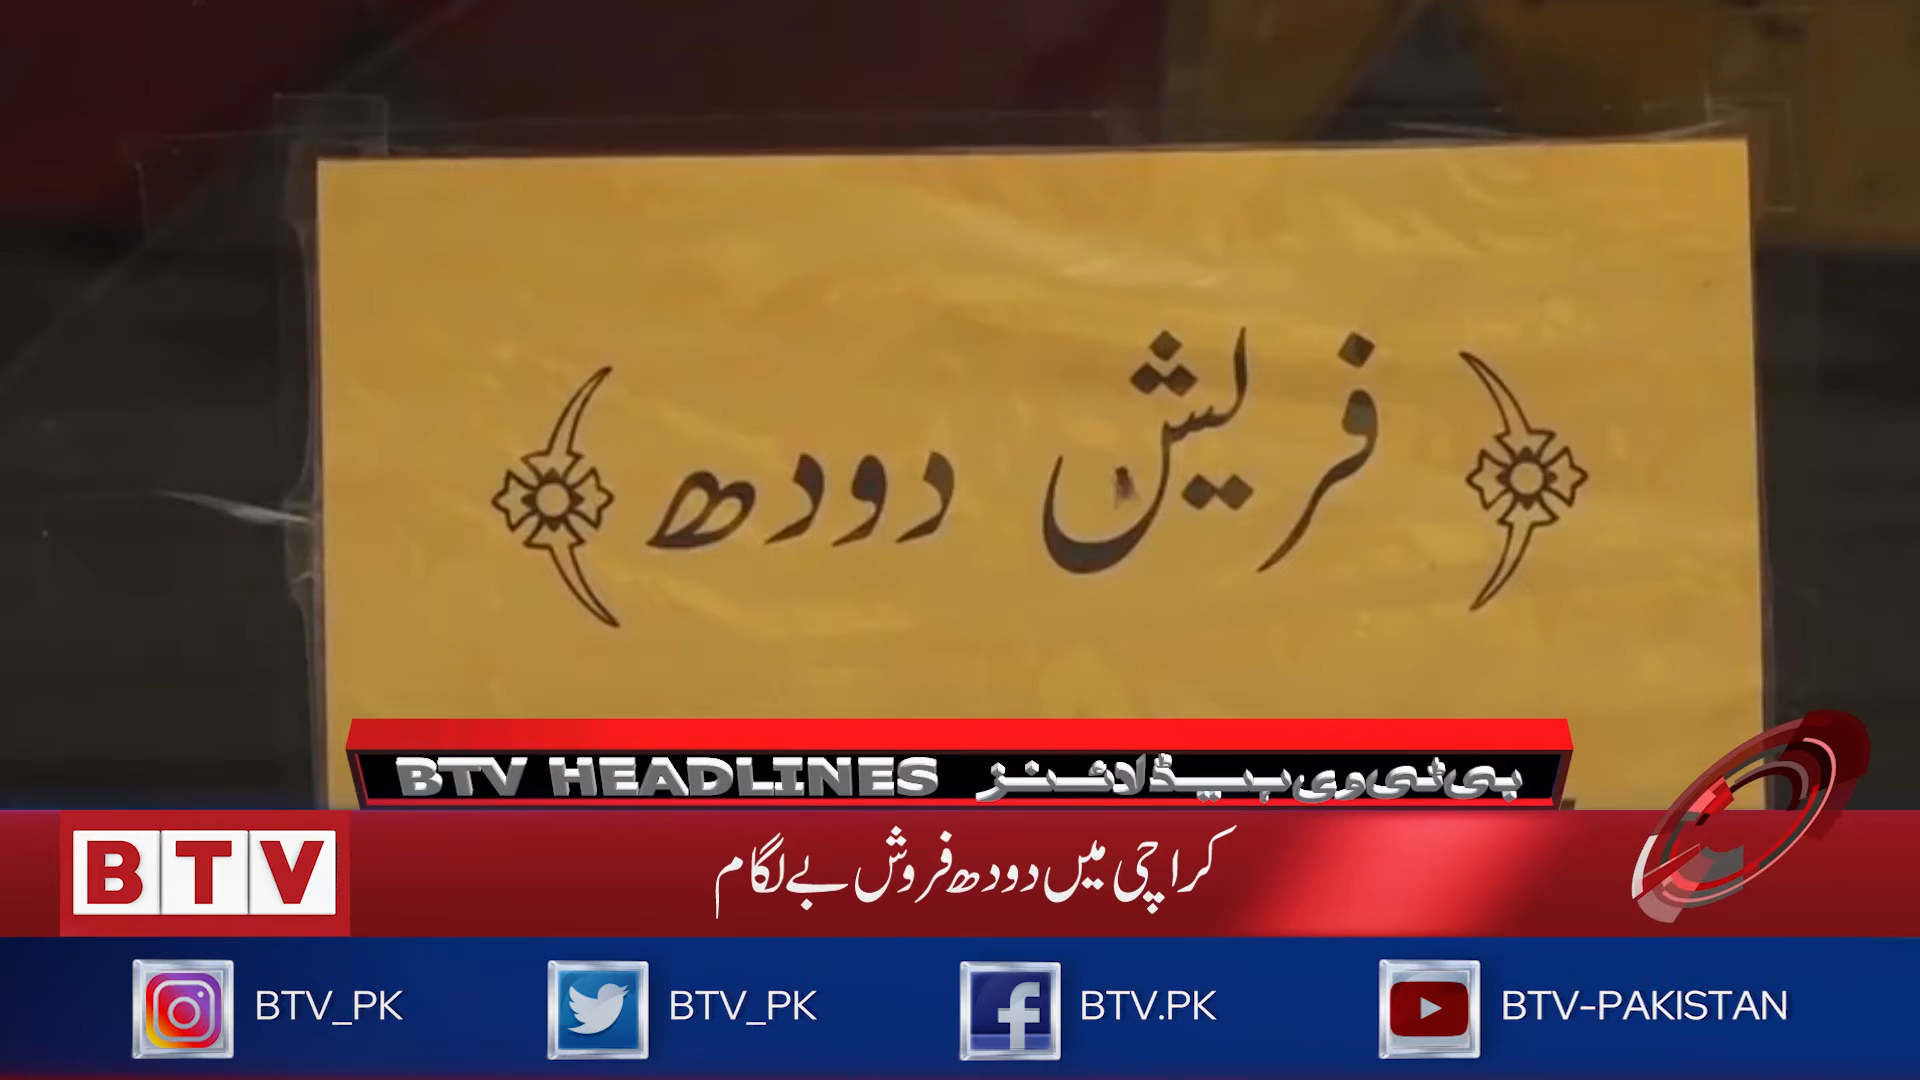 فریش دودھ
BTV HEADLINES بی ٹی وی ہیڈلائنز
BTV
کراچی میں دودھ فروش بے لگام
BTV_PK
BTV_PK
BTV.PK
BTV-PAKISTAN